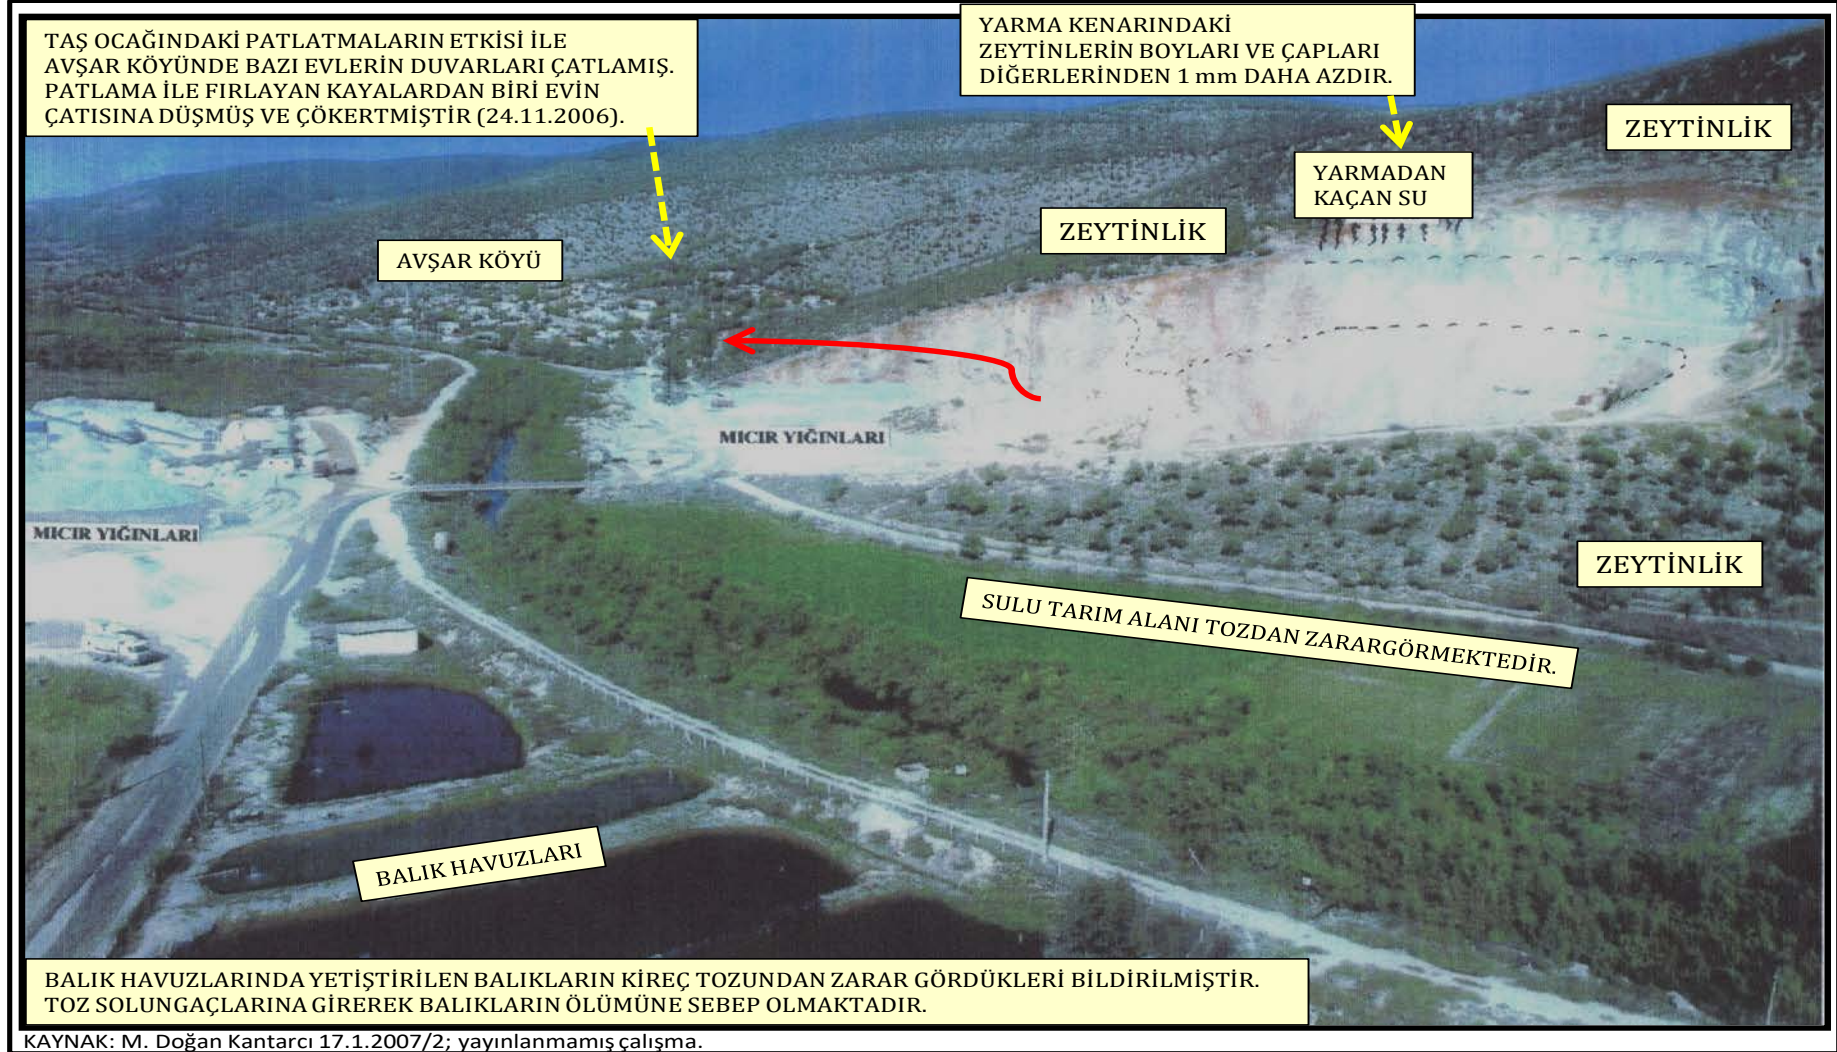 TAŞ OCAĞINDAKİ PATLATMALARIN ETKİSİ İLE
AVŞAR KÖYÜNDE BAZI EVLERİN DUVARLARI ÇATLAMIŞ.
PATLAMA İLE FIRLAYAN KAYALARDAN BİRİ EVİN
ÇATISINA DÜŞMÜŞ VE ÇÖKERTMİŞTİR (24.11.2006).
YARMA KENARINDAKİ
ZEYTİNLERİN BOYLARI VE ÇAPLARI
DİĞERLERİNDEN 1 mm DAHA AZDIR.
ZEYTİNLİK
YARMADAN
KAÇAN SU
ZEYTİNLİK
AVŞAR KÖYÜ
MICIR YIĞINLARI
MICIR YIĞINLARI
ZEYTİNLİK
SULU TARIM ALANI TOZDAN ZARARGÖRMEKTEDİR.
BALIK HAVUZLARI
BALIK HAVUZLARINDA YETİŞTİRİLEN BALIKLARIN KİREÇ TOZUNDAN ZARAR GÖRDÜKLERİ BİLDİRİLMİŞTİR.
TOZ SOLUNGAÇLARINA GİREREK BALIKLARIN ÖLÜMÜNE SEBEP OLMAKTADIR.
KAYNAK: M. Doğan Kantarcı 17.1.2007/2; yayınlanmamış çalışma.